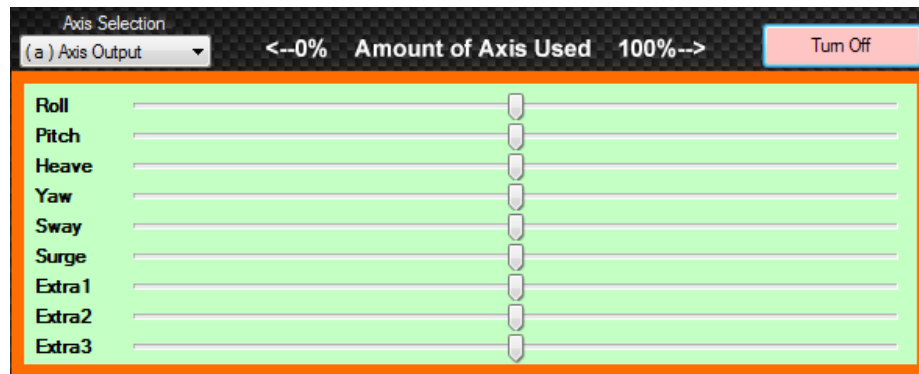 Axis Selection
( a ) Axis Output
<--0% Amount of Axis Used 100%-->
Turn Off
Roll
Pitch
Heave
Yaw
Sway
Surge
Extra1
Extra2
Extra3